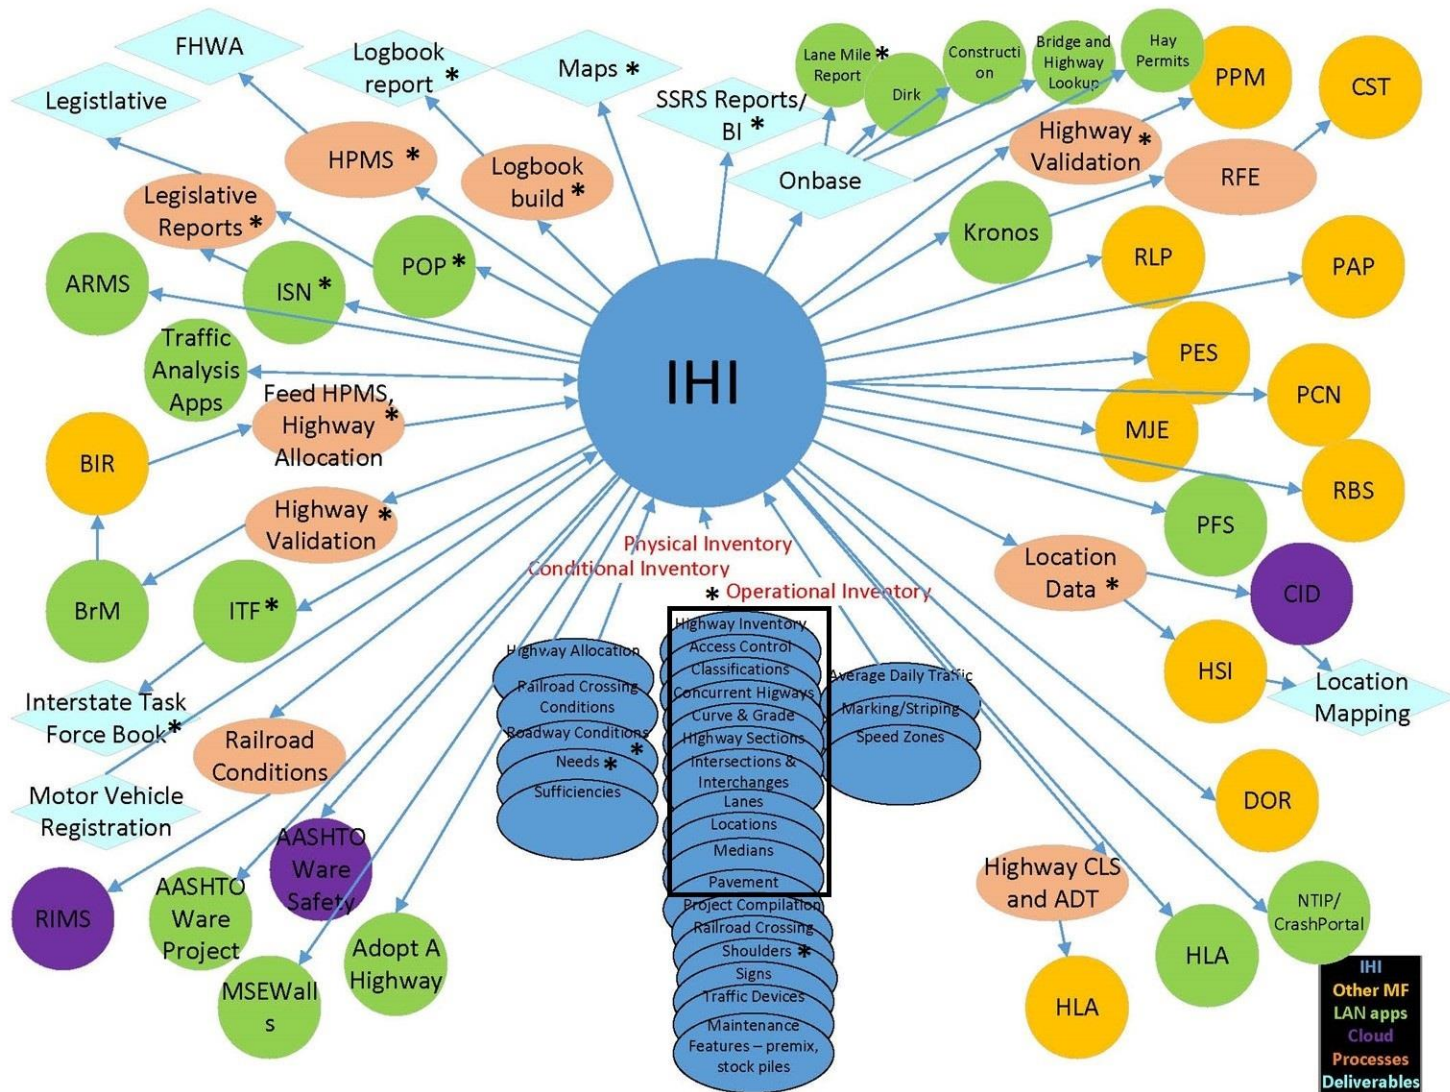 FHWA
Logbook
report *
Maps *
Legistlative
SSRS Reports/
BI *
Lane Mile *
Report
Dirk
Constructi
on
Bridge and
Highway
Lookup
Hay
Permits
PPM
CST
HPMS *
Logbook
build *
Onbase
Highway
Validation *
RFE
Legislative
Reports *
POP *
Kronos
RLP
PAP
ARMS
ISN *
Traffic
Analysis
Apps
IHI
PES
PCN
MJE
Feed HPMS,
Highway *
Allocation
BIR
RBS
PFS
Highway
Validation *
Physical Inventory
Conditional Inventory
* Operational Inventory
Location
Data *
CID
BrM
ITF *
HSI
Location
Mapping
Interstate Task
Force Book *
Motor Vehicle
Registration
Railroad
Conditions
Highway Allocation
Railroad Crossing
Conditions
Roadway Conditions
*
Needs *
Sufficiencies
Highway Inventory
Access Control
Classifications
Concurrent Higways
Curve & Grade
Highway Sections
Intersections &
Interchanges
Lanes
Locations
Medians
Pavement
Project Compilation
Railroad Crossing
Shoulders *
Signs
Traffic Devices
Maintenance
Features – premix,
stock piles
Average Daily Traffic
Marking/Striping
Speed Zones
DOR
RIMS
AASHTO
Ware
Project
AASHTO
Ware
Safety
MSEWall
s
Adopt A
Highway
Highway CLS
and ADT
HLA
HLA
NTIP/
CrashPortal
IHI
Other MF
LAN apps
Cloud
Processes
Deliverables